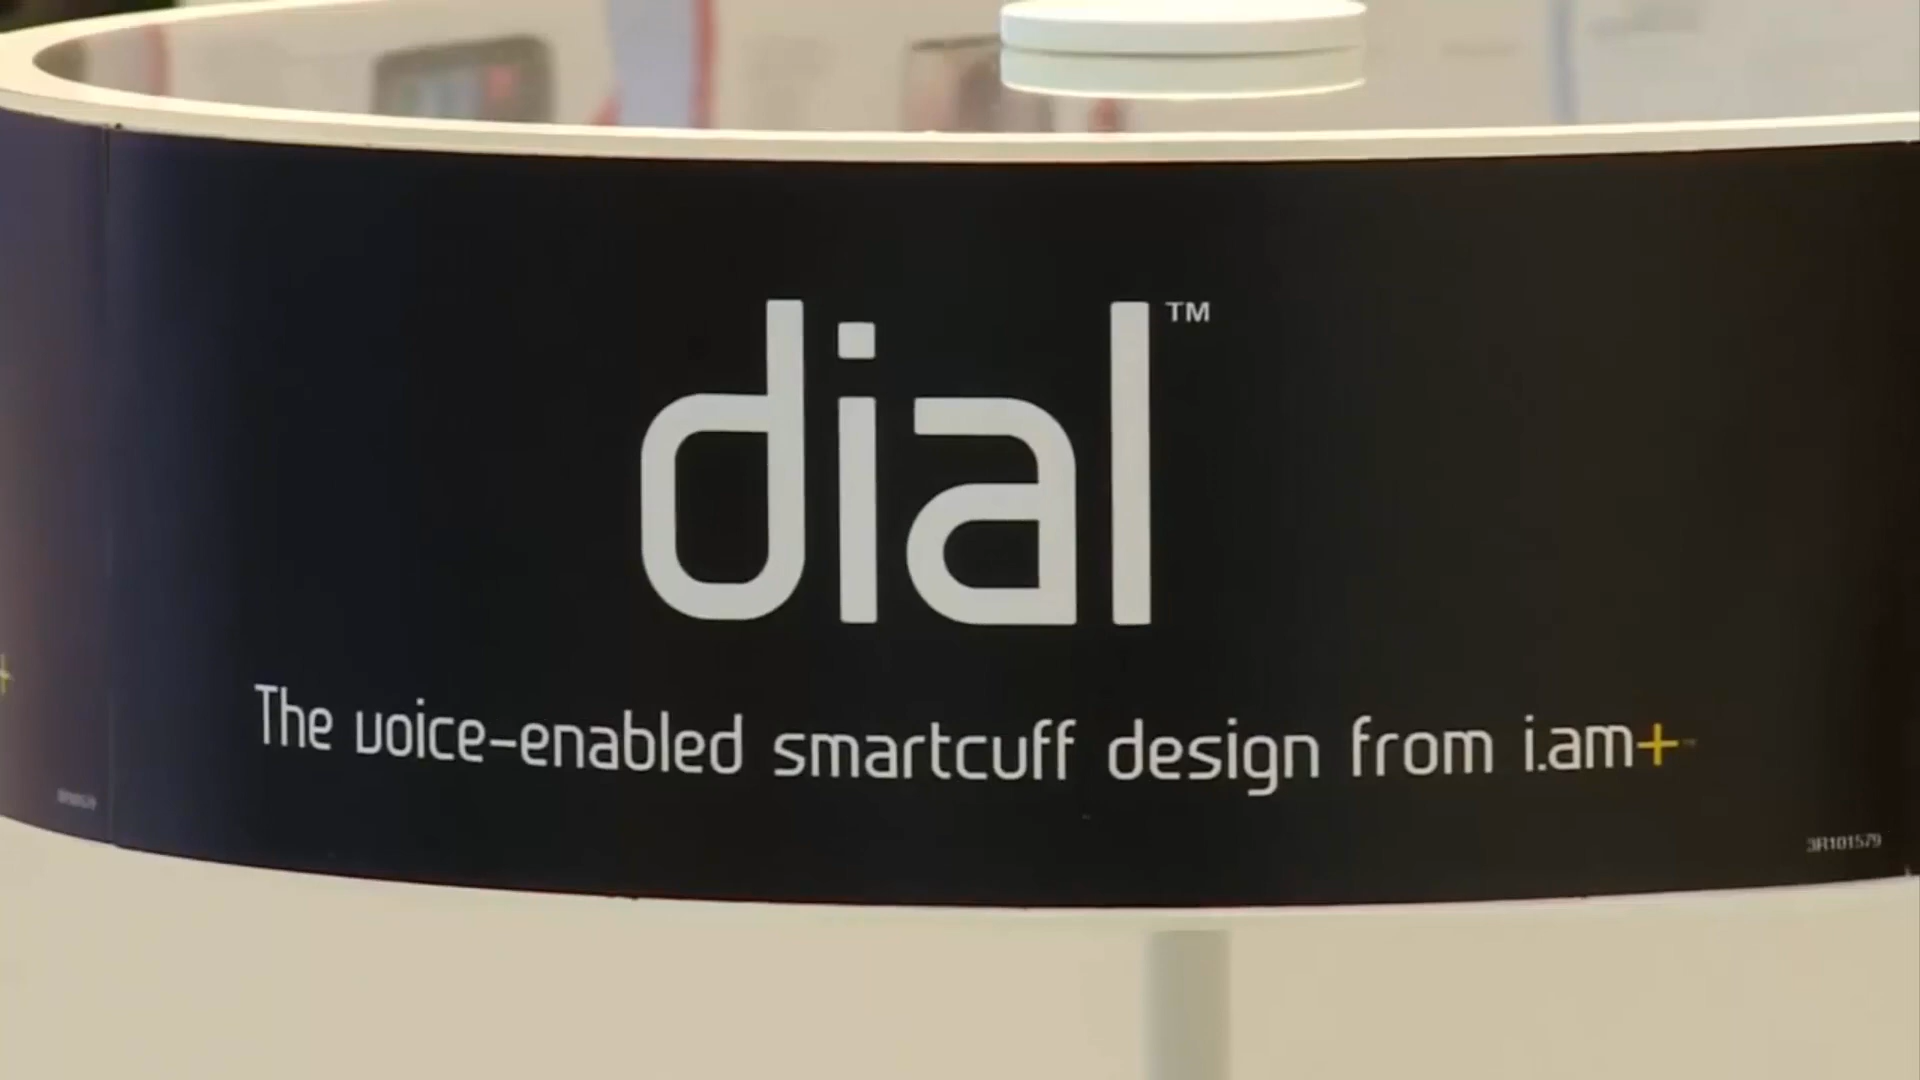 dial™
The voice-enabled smartcuff design from i.am+
3R101579